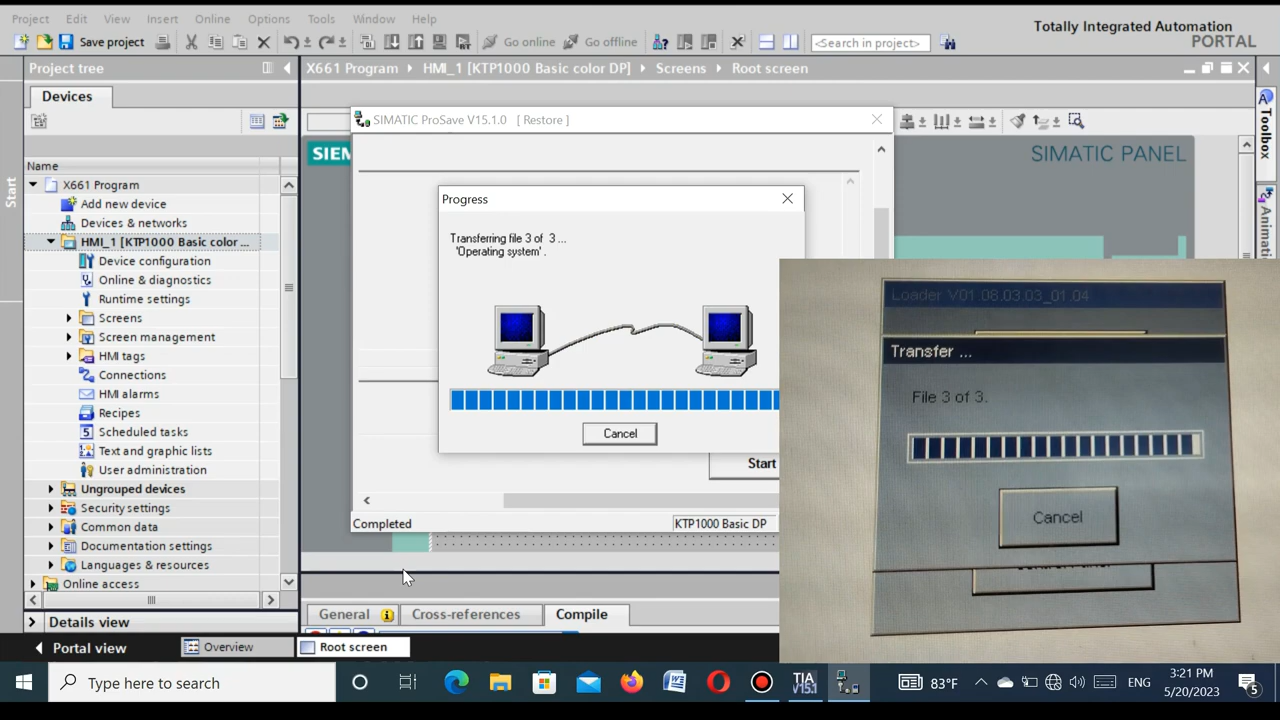 Project Edit View Insert Online Options Tools Window Help
Totally Integrated Automation
PORTAL
Save project Go online Go offline <Search in project>
Project tree
X661 Program HMI_1 [KTP1000 Basic color DP] Screens Root screen
Devices
Start
Toolbox
SIMATIC ProSave V15.1.0 [ Restore ]
SIEM
SIMATIC PANEL
Name
X661 Program
Add new device
Devices & networks
HMI_1 [KTP1000 Basic color ...
Device configuration
Online & diagnostics
Runtime settings
Screens
Screen management
HMI tags
Connections
HMI alarms
Recipes
Scheduled tasks
Text and graphic lists
User administration
Ungrouped devices
Security settings
Common data
Documentation settings
Languages & resources
Online access
Details view
Progress
Transferring file 3 of 3 ...
'Operating system' .
Cancel
Start
Completed
KTP1000 Basic DP
Animati
Loader V01.08.03.03_01.04
Transfer ...
File 3 of 3.
Cancel
General Cross-references Compile
Portal view Overview Root screen
Type here to search
TIA
V15.1
83°F
ENG
3:21 PM
5/20/2023
5